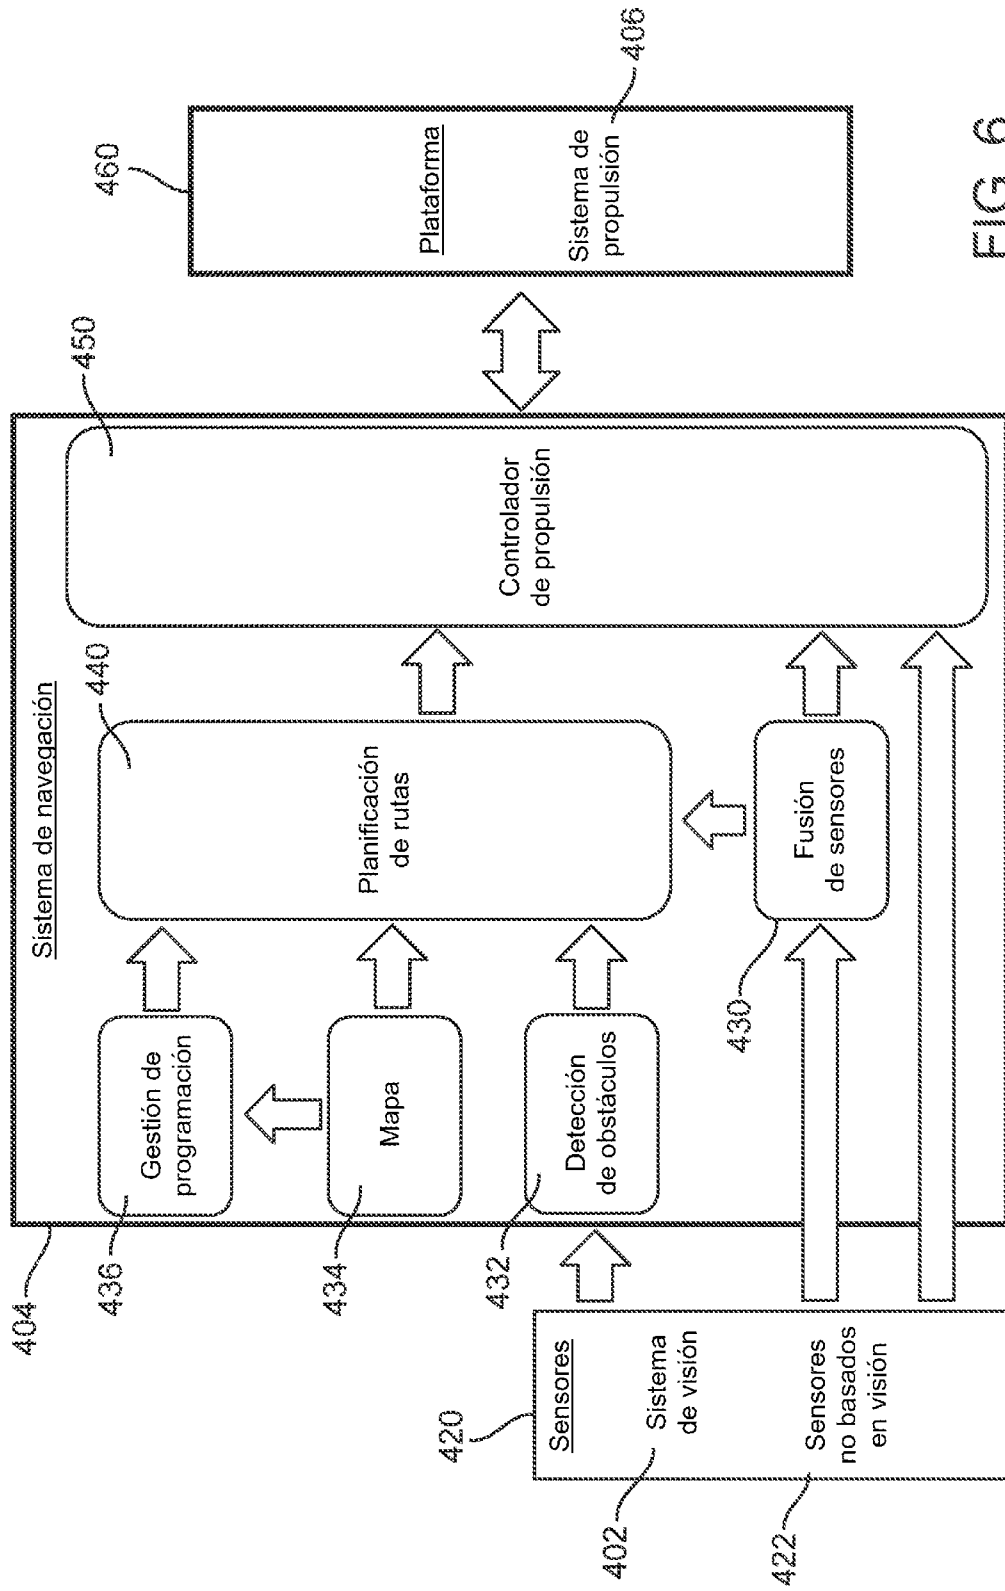 404
Sistema de navegación
436
Gestión de
programación
434
Mapa
432
Detección
de obstáculos
440
Planificación
de rutas
430
Fusión
de sensores
450
Controlador
de propulsión
420
Sensores
402
Sistema
de visión
422
Sensores
no basados
en visión
460
Plataforma
Sistema de
propulsión
406
FIG. 6